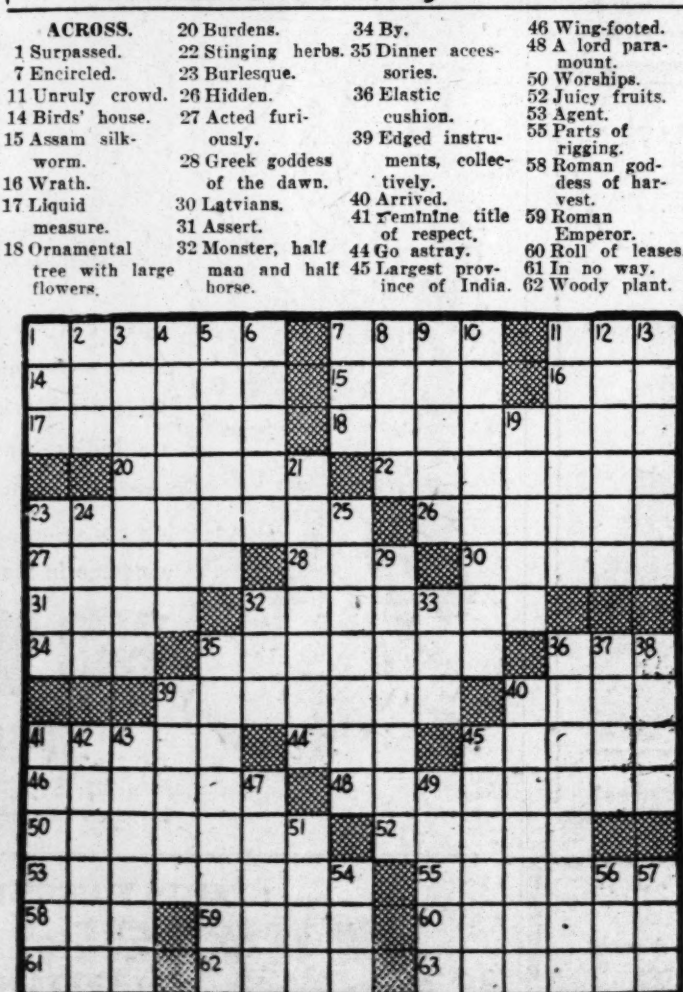 ACROSS.
1 Surpassed.
7 Encircled.
11 Unruly crowd.
14 Birds' house.
15 Assam silk-
worm.
16 Wrath.
17 Liquid
measure.
18 Ornamental
tree with large
flowers.
20 Burdens.
22 Stinging herbs.
23 Burlesque.
26 Hidden.
27 Acted furi-
ously.
28 Greek goddess
of the dawn.
30 Latvians.
31 Assert.
32 Monster, half
man and half
horse.
34 By.
35 Dinner acces-
sories.
36 Elastic
cushion.
39 Edged instru-
ments, collec-
tively.
40 Arrived.
41 Feminine title
of respect.
44 Go astray.
45 Largest prov-
ince of India.
46 Wing-footed.
48 A lord para-
mount.
50 Worships.
52 Juicy fruits.
53 Agent.
55 Parts of
rigging.
58 Roman god-
dess of har-
vest.
59 Roman
Emperor.
60 Roll of leases
61 In no way.
62 Woody plant.
1 2 3 4 5 6 7 8 9 10 11 12 13
14 15 16
17 18 19
20 21 22
23 24 25 26
27 28 29 30
31 32 33
34 35 36 37 38
39 40
41 42 43 44 45
46 47 48 49
50 51 52
53 54 55 56 57
58 59 60
61 62 63